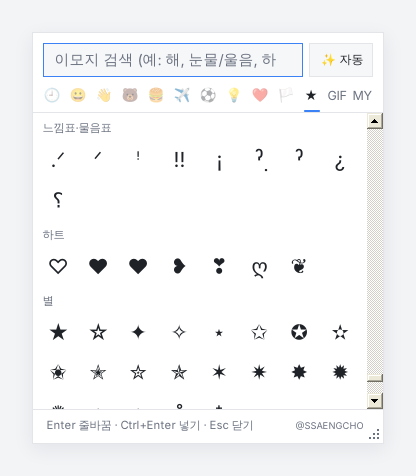 이모지 검색 (예: 해, 눈물/울음, 하
✨ 자동
★ GIF MY
느낌표·물음표
! ! ¡ ¿
하트
♡ ♥ ❥ ❣ ღ ❦
별
★ ✦ ✧ ⋆ ✩ ✪ ✫
✬ ✭ ✮ ✯ ✶ ✷ ✸ ✹
Enter 줄바꿈 · Ctrl+Enter 넣기 · Esc 닫기
@SSAENGCHO